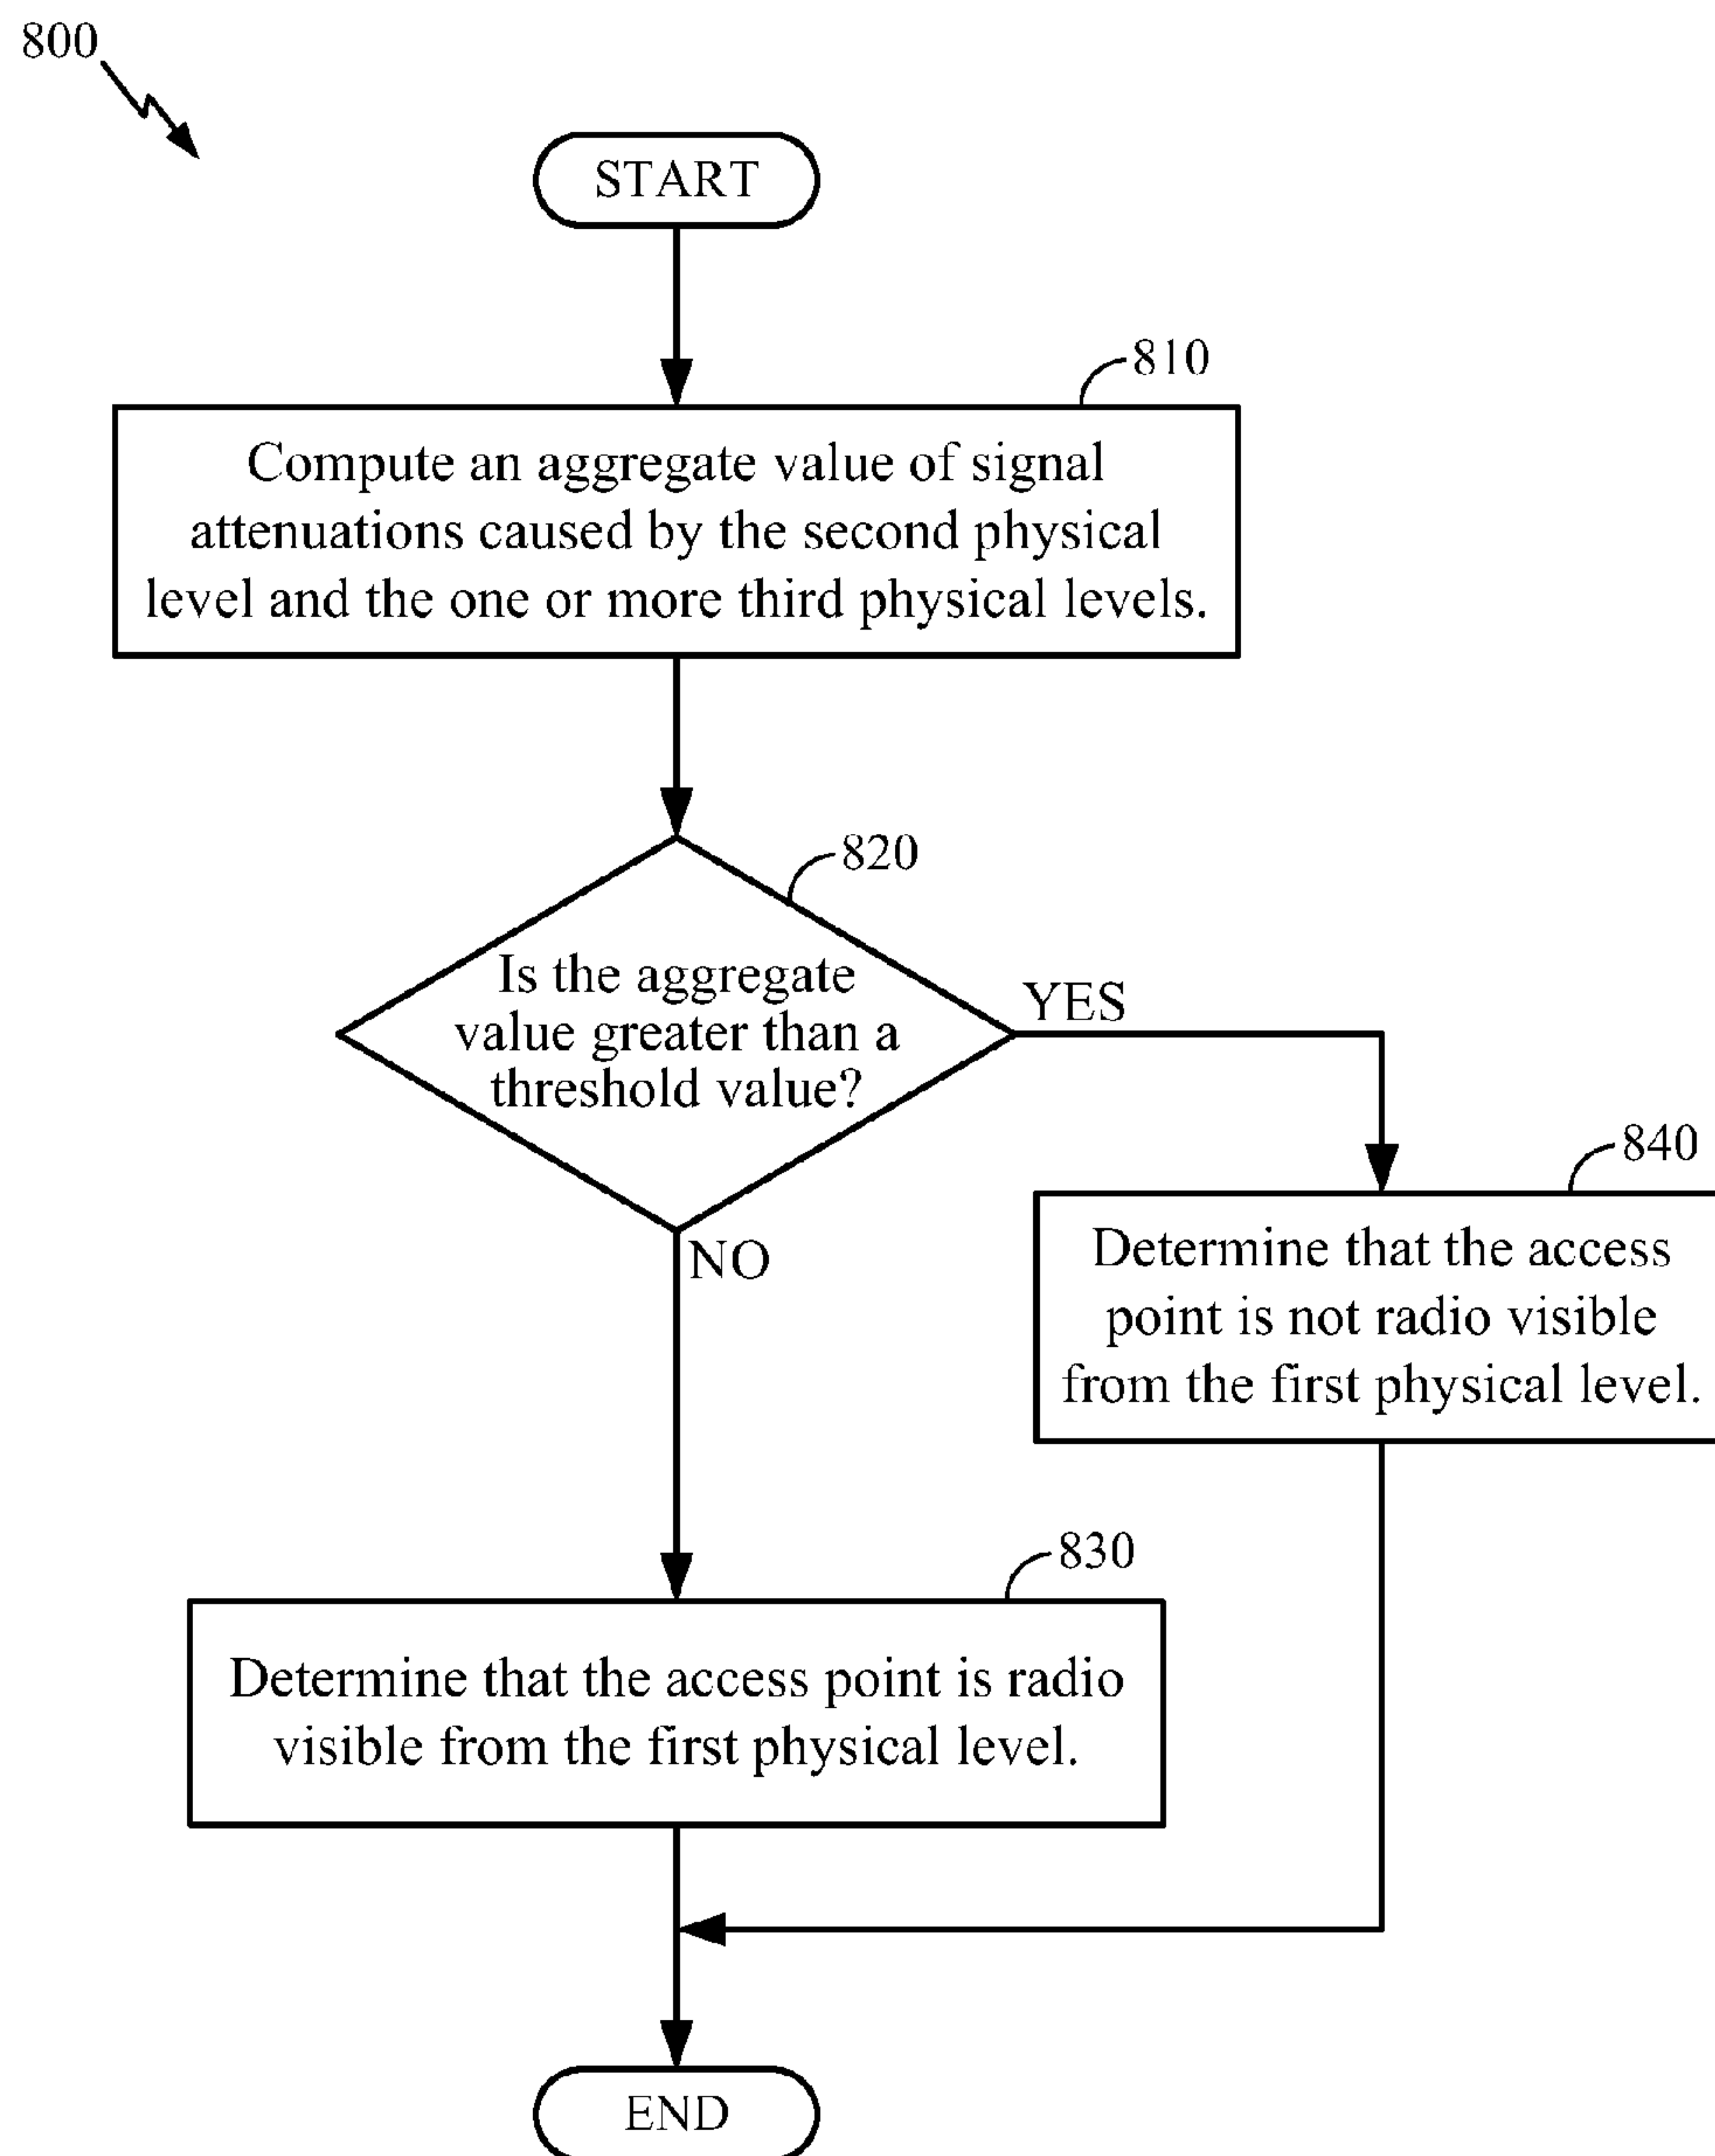 800
START
810
Compute an aggregate value of signal
attenuations caused by the second physical
level and the one or more third physical levels.
820
Is the aggregate
value greater than a
threshold value?
YES
NO
840
Determine that the access
point is not radio visible
from the first physical level.
830
Determine that the access point is radio
visible from the first physical level.
END